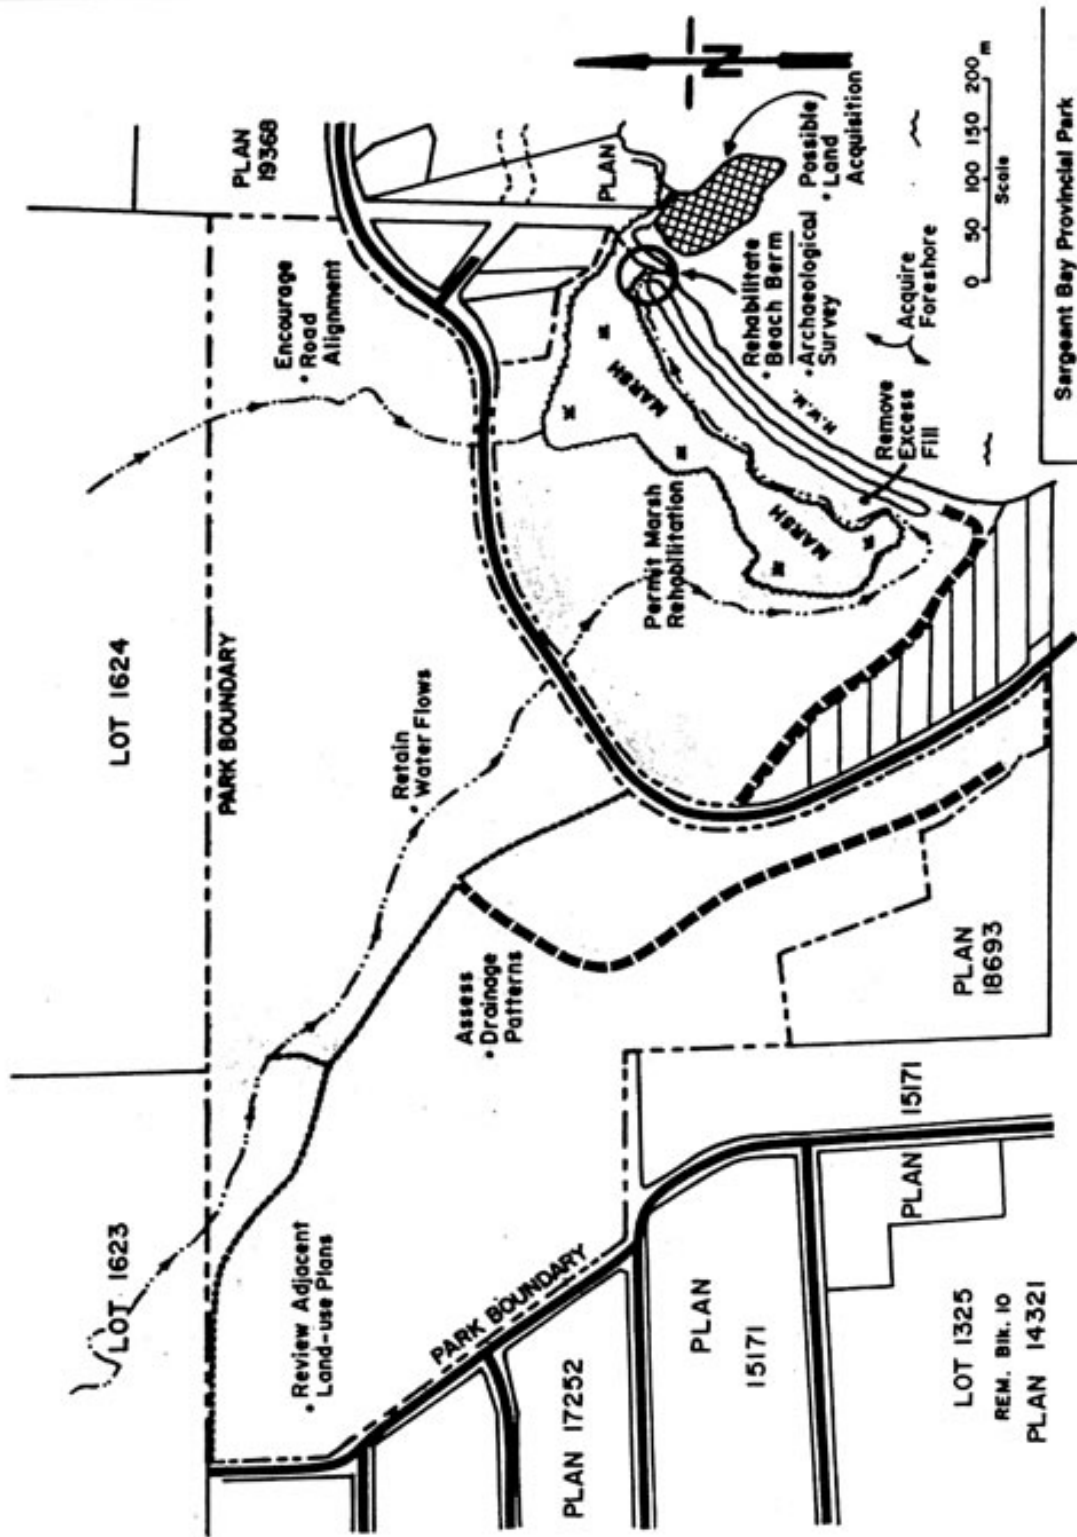 LOT 1623
LOT 1624
PARK BOUNDARY
PLAN
19368
Encourage
• Road
Alignment
Review Adjacent
• Land-use Plans
Retain
• Water Flows
Assess
• Drainage
Patterns
PARK BOUNDARY
PLAN 17252
PLAN
15171
PLAN
15171
LOT 1325
REM. Blk. 10
PLAN 14321
PLAN
18693
Permit Marsh
Rehabilitation
MARSH
MARSH
PLAN
H.W.M.
Remove
Excess
Fill
Rehabilitate
• Beach Berm
• Archaeological
Survey
Possible
• Land
Acquisition
Acquire
Foreshore
N
0 50 100 150 200 m
Scale
Sargeant Bay Provincial Park